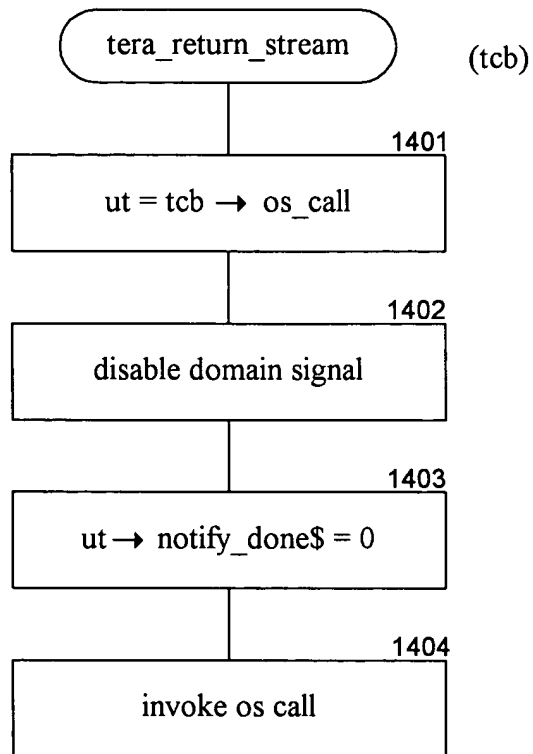 tera_return_stream
(tcb)
1401
ut = tcb → os_call
1402
disable domain signal
1403
ut → notify_done$ = 0
1404
invoke os call